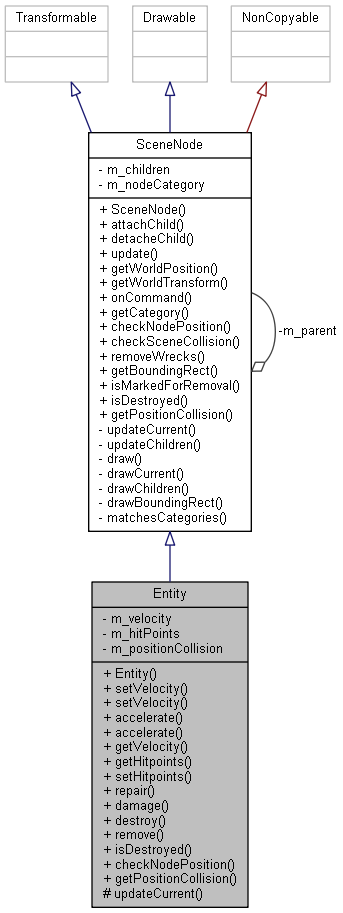 Transformable
Drawable
NonCopyable
SceneNode
- m_children
- m_nodeCategory
+ SceneNode()
+ attachChild()
+ detacheChild()
+ update()
+ getWorldPosition()
+ getWorldTransform()
+ onCommand()
+ getCategory()
+ checkNodePosition()
+ checkSceneCollision()
+ removeWrecks()
+ getBoundingRect()
+ isMarkedForRemoval()
+ isDestroyed()
+ getPositionCollision()
- updateCurrent()
- updateChildren()
- draw()
- drawCurrent()
- drawChildren()
- drawBoundingRect()
- matchesCategories()
-m_parent
Entity
- m_velocity
- m_hitPoints
- m_positionCollision
+ Entity()
+ setVelocity()
+ setVelocity()
+ accelerate()
+ accelerate()
+ getVelocity()
+ getHitpoints()
+ setHitpoints()
+ repair()
+ damage()
+ destroy()
+ remove()
+ isDestroyed()
+ checkNodePosition()
+ getPositionCollision()
# updateCurrent()